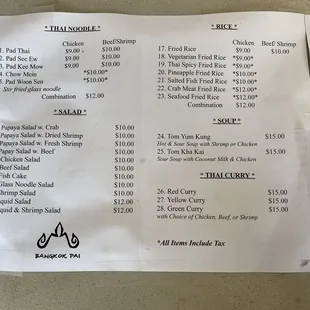 * THAI NOODLE *
Chicken Beef/Shrimp
1. Pad Thai $9.00 $10.00
2. Pad See Ew $9.00 $10.00
3. Pad Kee Mow $9.00 $10.00
4. Chow Mein *$10.00*
5. Pad Woon Sen *$10.00*
Stir fried glass noodle
Combination $12.00
* SALAD *
Papaya Salad w. Crab $10.00
Papaya Salad w. Dried Shrimp $10.00
Papaya Salad w. Fresh Shrimp $10.00
Papay Salad w. Beef $10.00
Chicken Salad $10.00
Beef Salad $10.00
Fish Cake $10.00
Glass Noodle Salad $10.00
Shrimp Salad $10.00
Squid Salad $12.00
Squid & Shrimp Salad $12.00
BANGKOK PAI
* RICE *
Chicken Beef/Shrimp
17. Fried Rice $9.00 $10.00
18. Vegetarian Fried Rice *$9.00*
19. Thai Spicy Fried Rice *$10.00*
20. Pineapple Fried Rice *$10.00*
21. Salted Fish Fried Rice *$10.00*
22. Crab Meat Fried Rice *$12.00*
23. Seafood Fried Rice *$12.00*
Combination $12.00
* SOUP *
24. Tom Yum Kung $15.00
Hot & Sour Soup with Shrimp or Chicken
25. Tom Kha Kai $15.00
Sour Soup with Coconut Milk & Chicken
* THAI CURRY *
26. Red Curry $15.00
27. Yellow Curry $15.00
28. Green Curry $15.00
with Choice of Chicken, Beef, or Shrimp
*All Items Include Tax